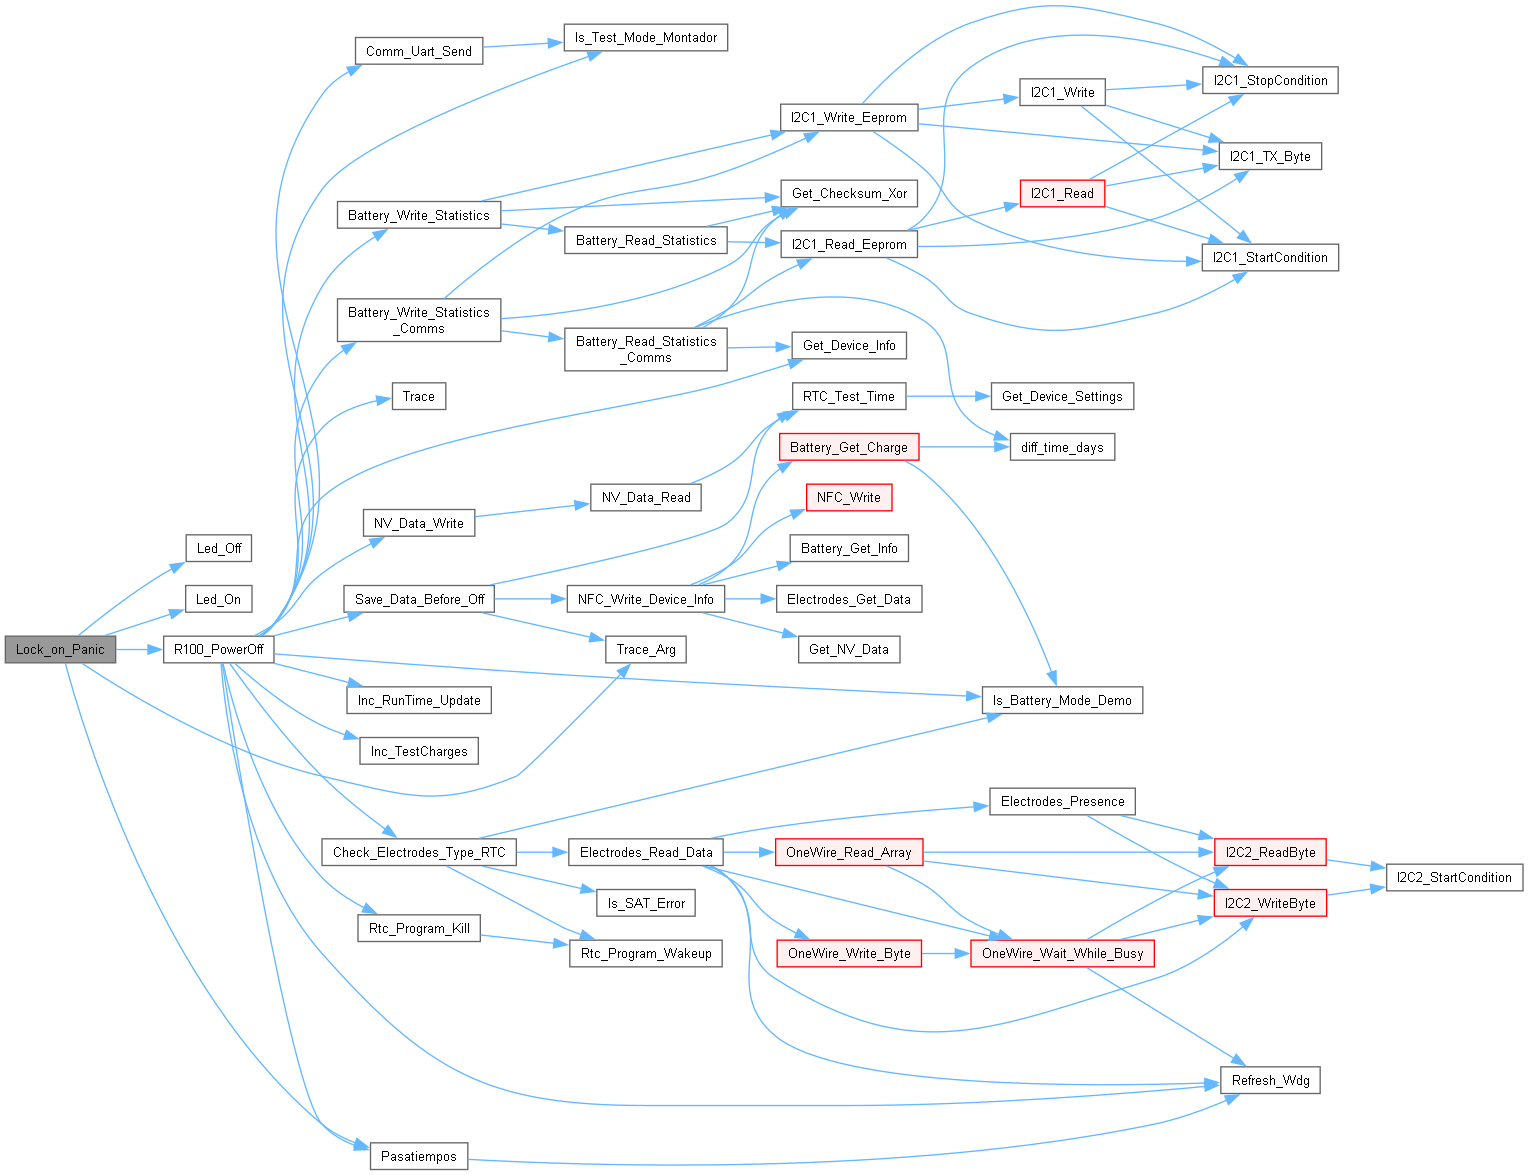 Is_Test_Mode_Montador
Comm_Uart_Send
I2C1_StopCondition
I2C1_Write
I2C1_Write_Eeprom
I2C1_TX_Byte
Get_Checksum_Xor
I2C1_Read
Battery_Write_Statistics
Battery_Read_Statistics
I2C1_Read_Eeprom
I2C1_StartCondition
Battery_Write_Statistics
_Comms
Battery_Read_Statistics
_Comms
Get_Device_Info
Trace
RTC_Test_Time
Get_Device_Settings
Battery_Get_Charge
diff_time_days
NV_Data_Read
NFC_Write
NV_Data_Write
Led_Off
Battery_Get_Info
Led_On
Save_Data_Before_Off
NFC_Write_Device_Info
Electrodes_Get_Data
Lock_on_Panic
R100_PowerOff
Trace_Arg
Get_NV_Data
Inc_RunTime_Update
Is_Battery_Mode_Demo
Inc_TestCharges
Electrodes_Presence
Check_Electrodes_Type_RTC
Electrodes_Read_Data
OneWire_Read_Array
I2C2_ReadByte
I2C2_StartCondition
Is_SAT_Error
I2C2_WriteByte
Rtc_Program_Kill
Rtc_Program_Wakeup
OneWire_Write_Byte
OneWire_Wait_While_Busy
Refresh_Wdg
Pasatiempos